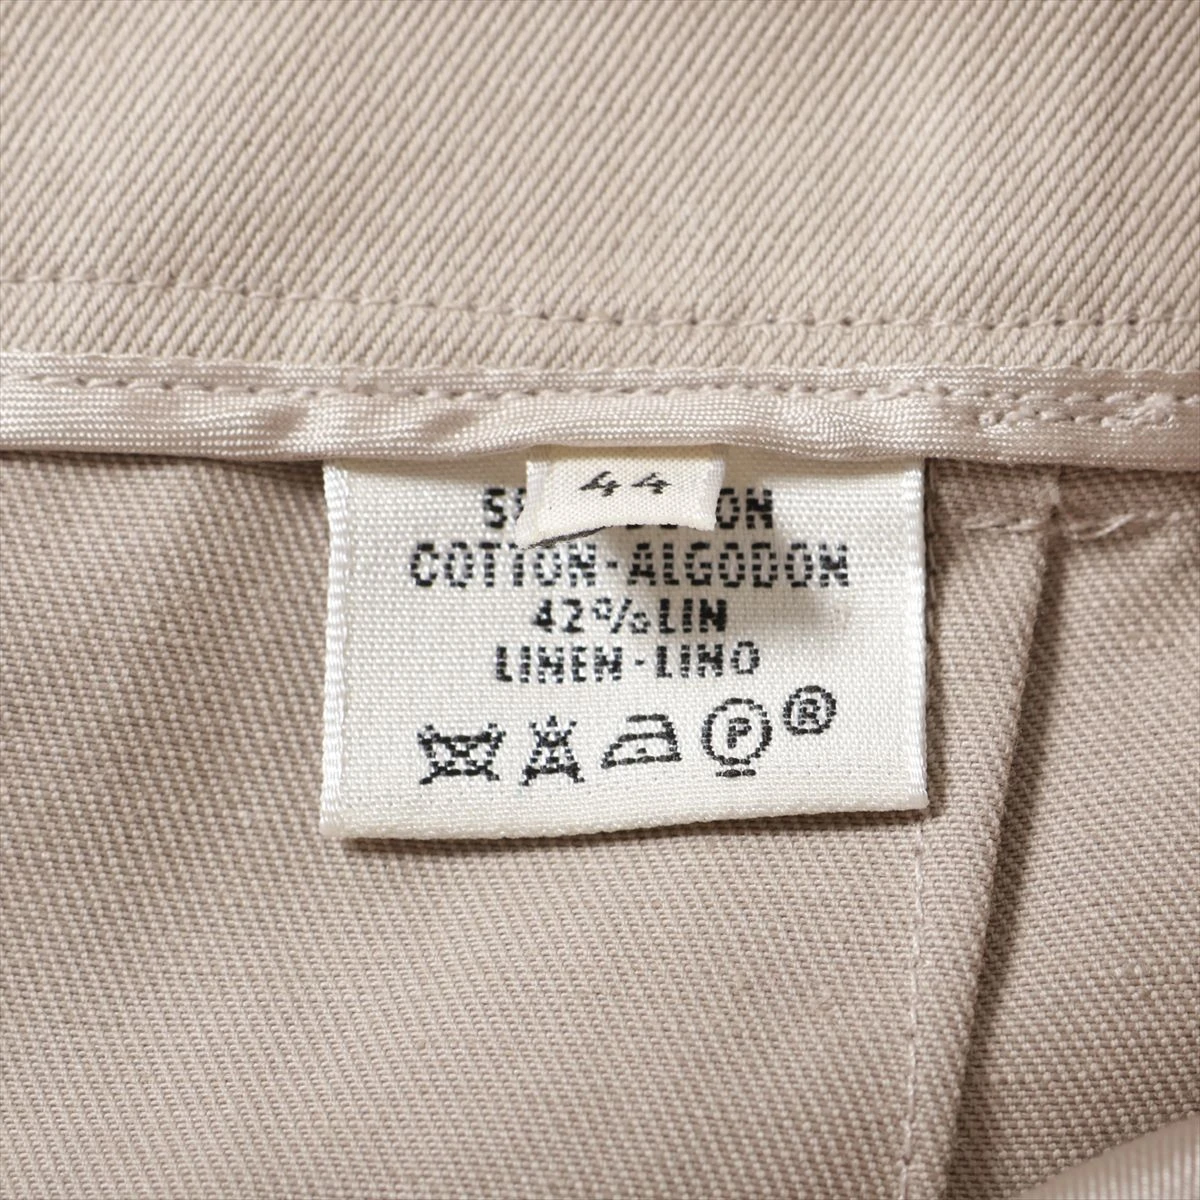 44
COTTON-ALGODON
42% LIN
LINEN-LINO
P ®